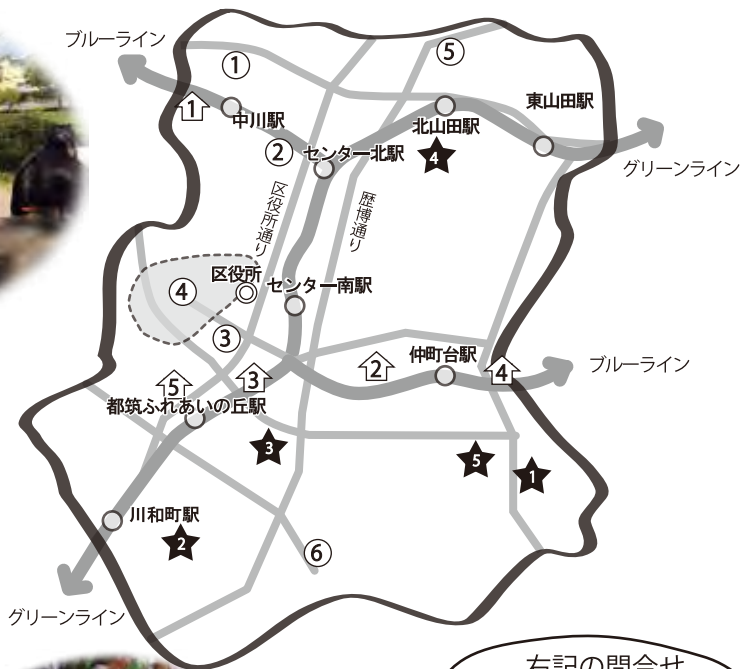 ブルーライン
①
⑤
東山田駅
1
中川駅
北山田駅
②
センター北駅
4
グリーンライン
区役所通り
歴博通り
区役所
④
センター南駅
③
仲町台駅
ブルーライン
2
4
3
5
都筑ふれあいの丘駅
3
5
1
川和町駅
2
⑥
グリーンライン
右記の問合せ